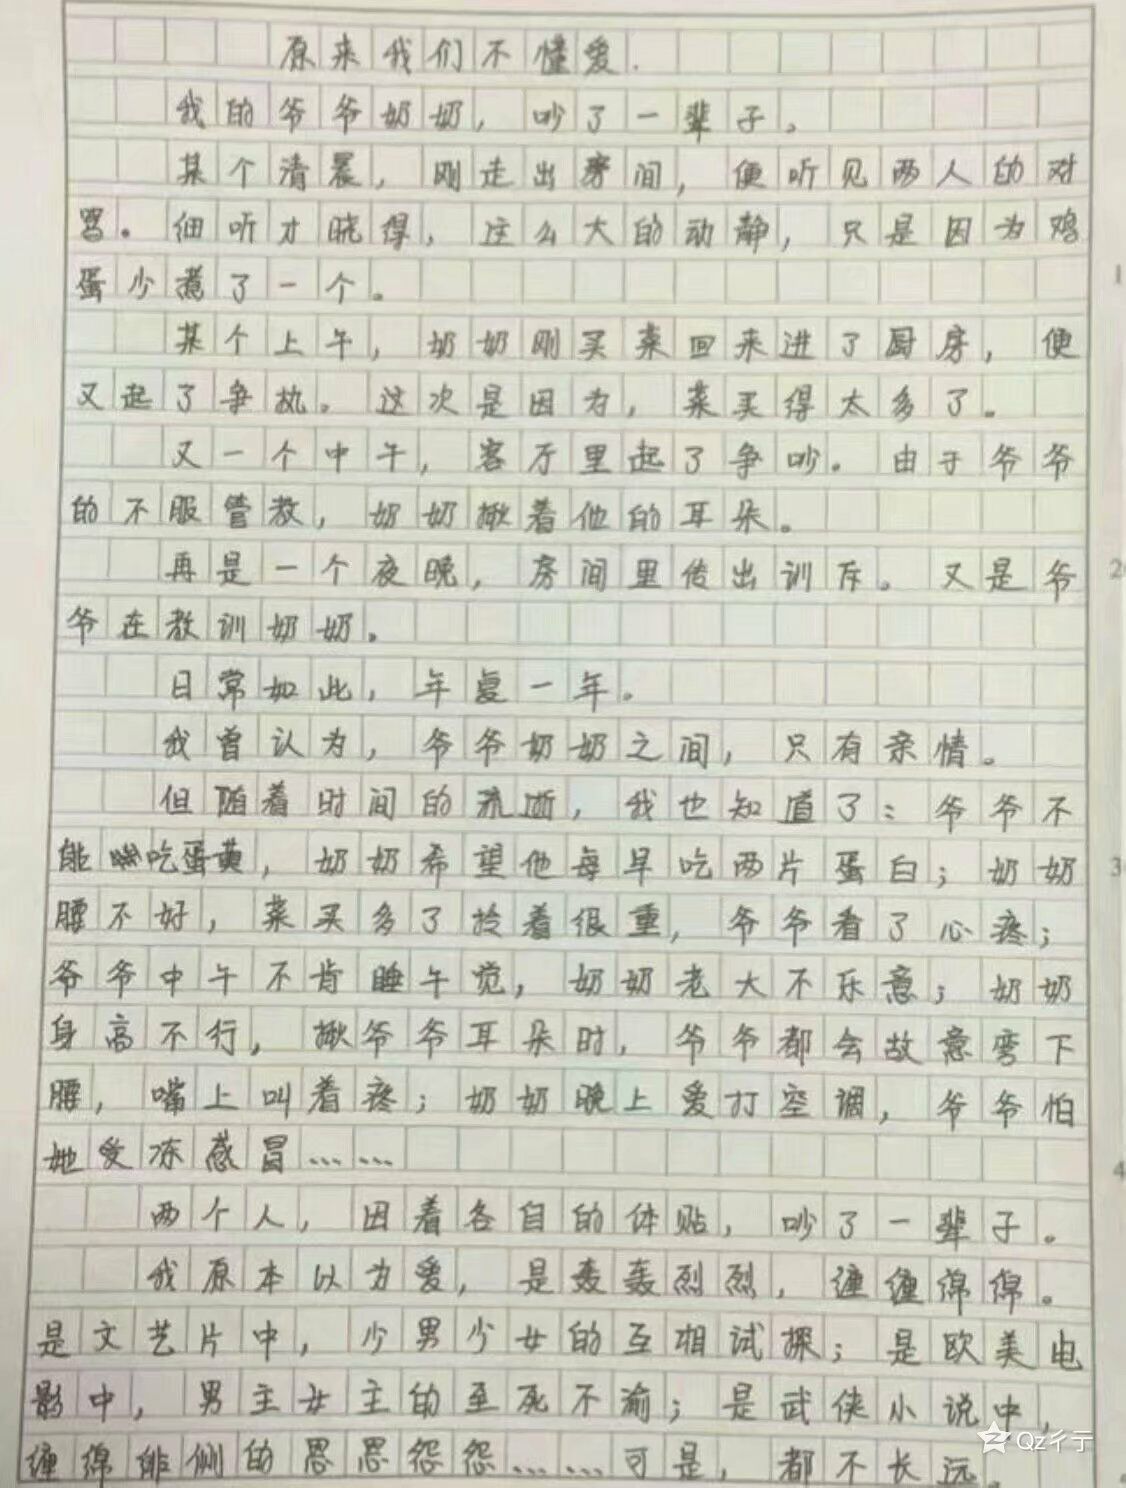 原来我们不懂爱.
我的爷爷奶奶，吵了一辈子。
某个清晨，刚走出房间，便听见两人的对
骂。细听才晓得，这么大的动静，只是因为鸡
蛋少煮了一个。
某个上午，奶奶刚买菜回来进了厨房，便
又起了争执。这次是因为，菜买得太多了。
又一个中午，客厅里起了争吵。由于爷爷
的不服管教，奶奶揪着他的耳朵。
再是一个夜晚，房间里传出训斥。又是爷
爷在教训奶奶。
日常如此，年复一年。
我曾认为，爷爷奶奶之间，只有亲情。
但随着时间的流逝，我也知道了：爷爷不
能吃蛋黄，奶奶希望他每早吃两片蛋白；奶奶
腰不好，菜买多了拎着很重，爷爷看了心疼；
爷爷中午不肯睡午觉，奶奶老大不乐意；奶奶
身高不行，揪爷爷耳朵时，爷爷都会故意弯下
腰，嘴上叫着疼；奶奶晚上爱打空调，爷爷怕
她受冻感冒……
两个人，因着各自的体贴，吵了一辈子。
我原本以为爱，是轰轰烈烈，缠缠绵绵。
是文艺片中，少男少女的互相试探；是欧美电
影中，男主女主的至死不渝；是武侠小说中，
缠绵悱恻的恩恩怨怨……可是，都不长远。
1
2
3
4
Qz彳亍